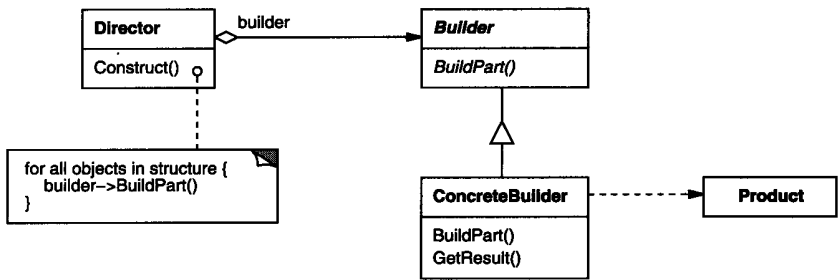 Director
Construct()
builder
Builder
BuildPart()
for all objects in structure {
builder->BuildPart()
}
ConcreteBuilder
BuildPart()
GetResult()
Product